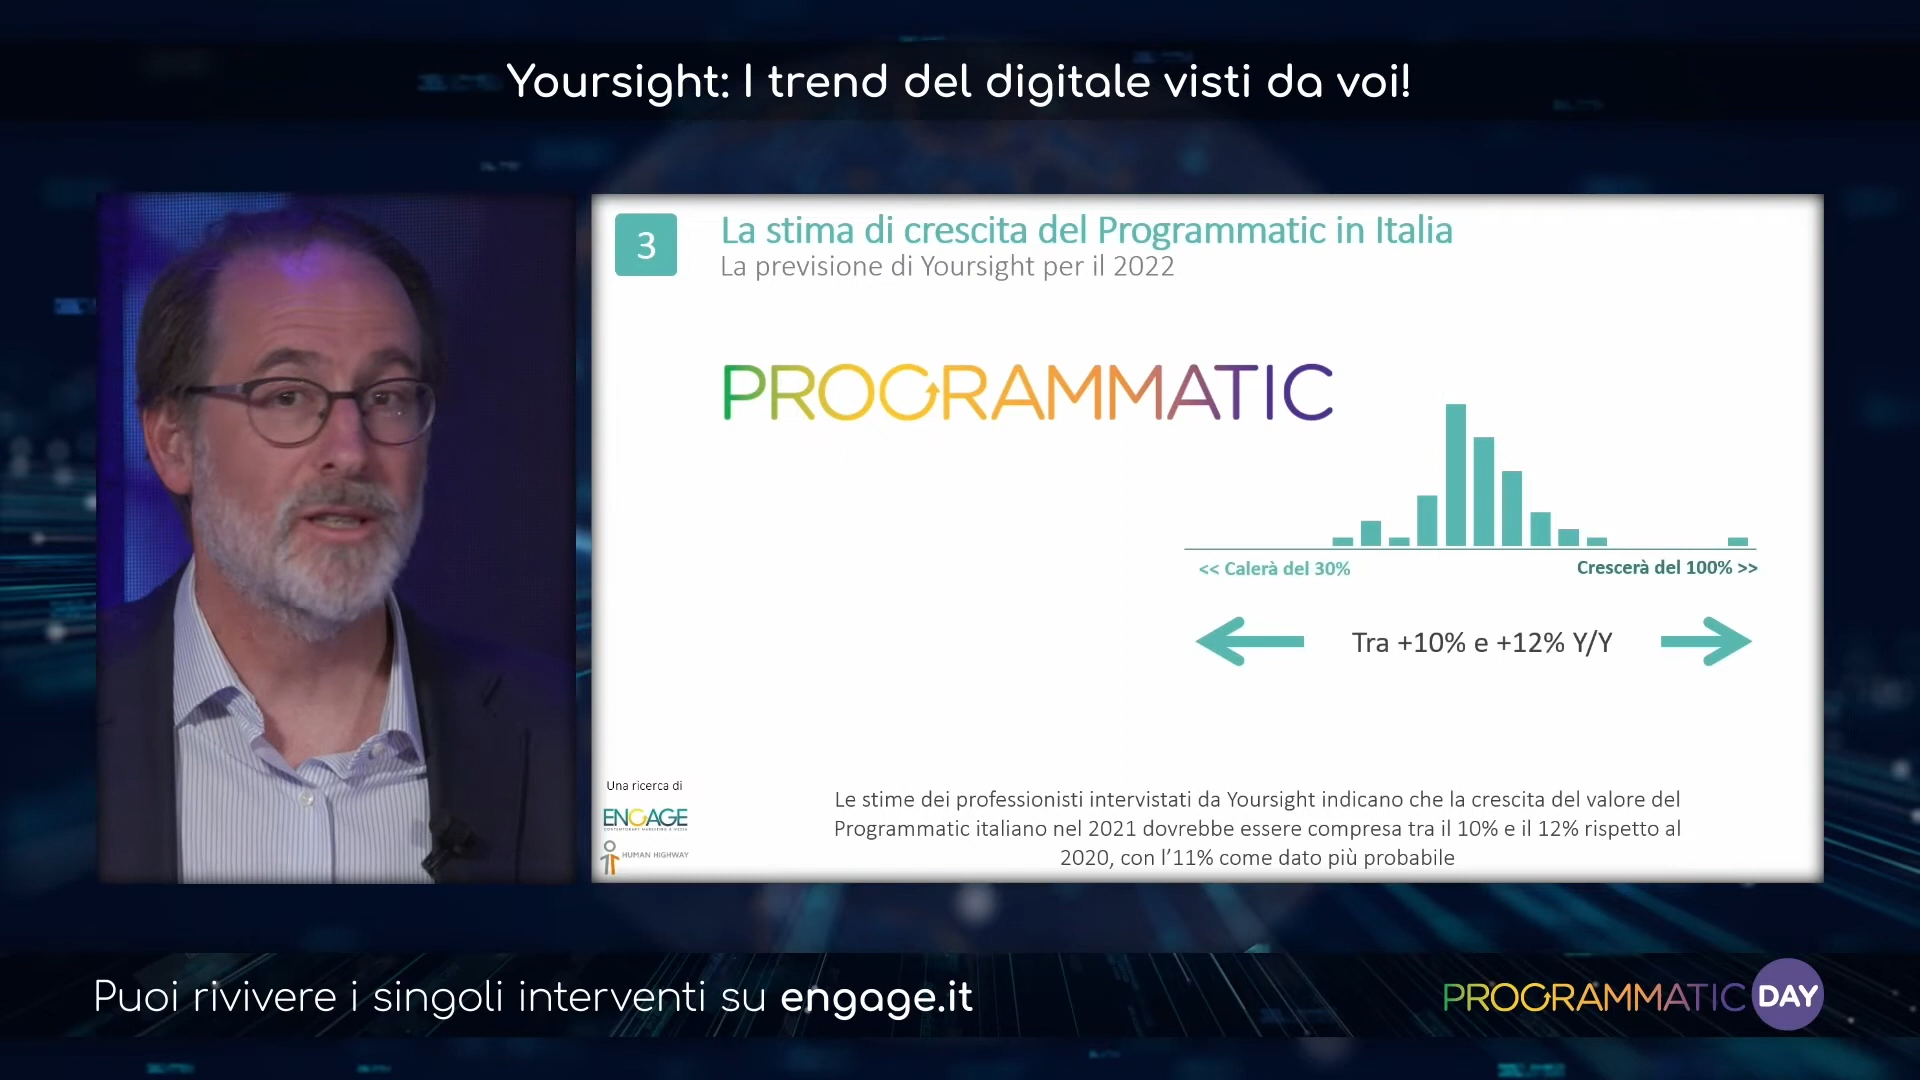 Yoursight: I trend del digitale visti da voi!
3
La stima di crescita del Programmatic in Italia
La previsione di Yoursight per il 2022
PROGRAMMATIC
<< Calerà del 30%
Crescerà del 100% >>
Tra +10% e +12% Y/Y
Una ricerca di
ENGAGE
HUMAN HIGHWAY
Le stime dei professionisti intervistati da Yoursight indicano che la crescita del valore del
Programmatic italiano nel 2021 dovrebbe essere compresa tra il 10% e il 12% rispetto al
2020, con l'11% come dato più probabile
Puoi rivivere i singoli interventi su engage.it
PROGRAMMATIC DAY